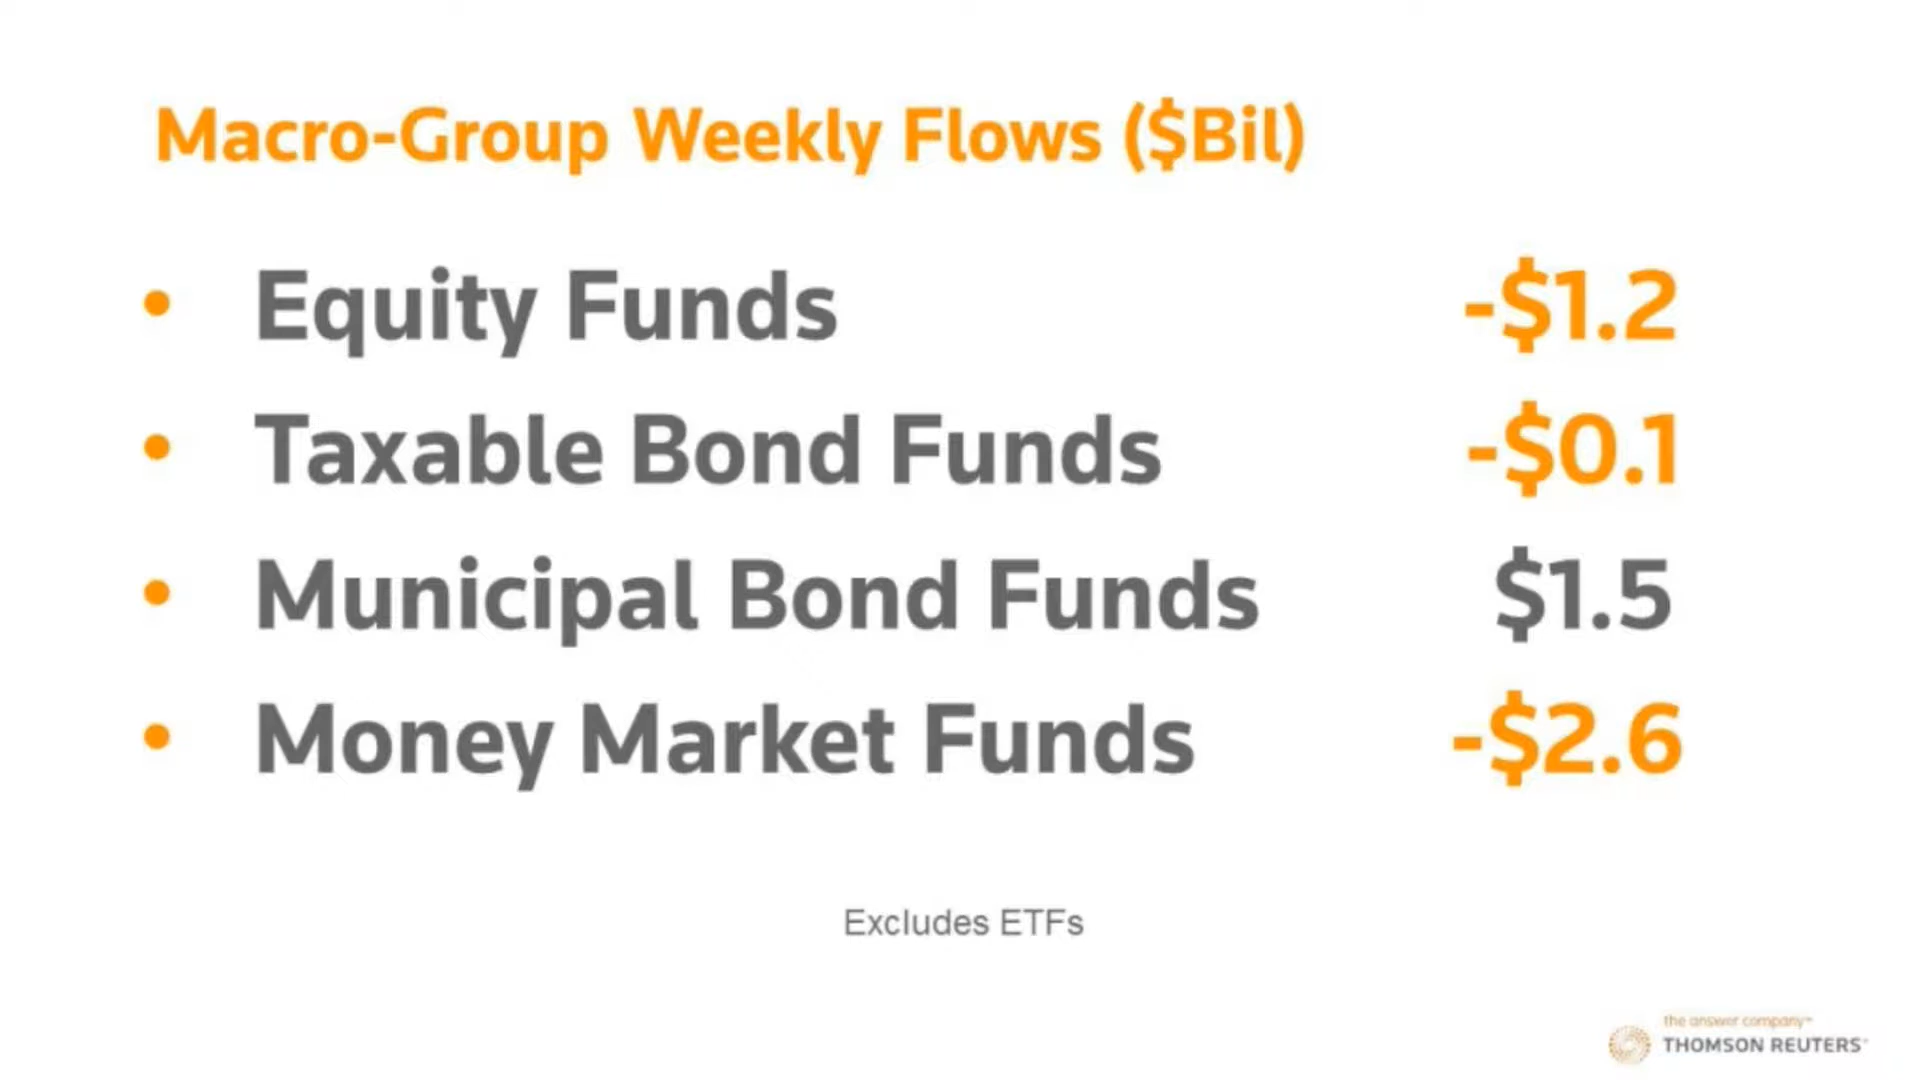 Macro-Group Weekly Flows ($Bil)
• Equity Funds -$1.2
• Taxable Bond Funds -$0.1
• Municipal Bond Funds $1.5
• Money Market Funds -$2.6
Excludes ETFs
the answer company™
THOMSON REUTERS®